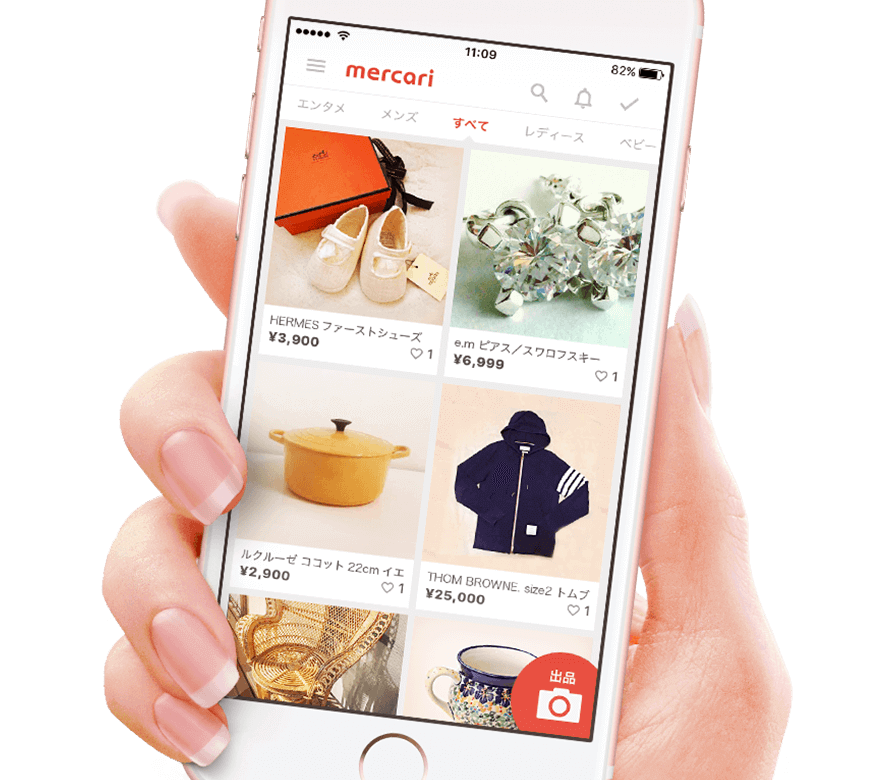 11:09
82%
mercari
エンタメ メンズ すべて レディース ベビー
HERMES ファーストシューズ
¥3,900
1
e.m ピアス／スワロフスキー
¥6,999
1
ルクルーゼ ココット 22cm イエ
¥2,900
1
THOM BROWNE. size2 トムブ
¥25,000
1
出品